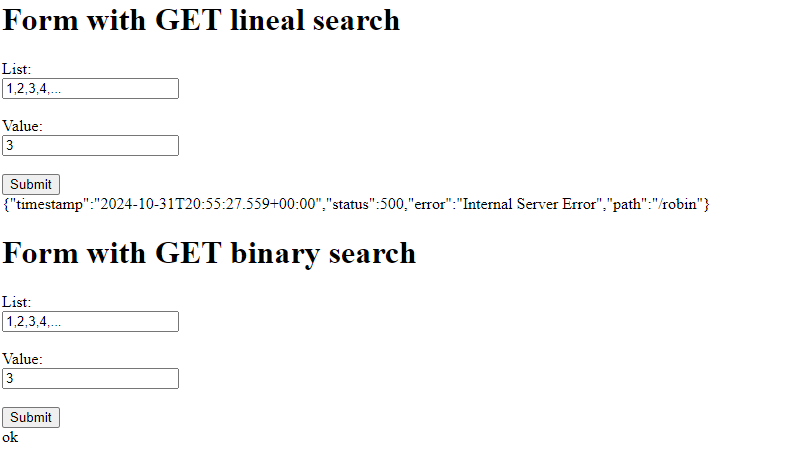 Form with GET lineal search
List:
1,2,3,4,...
Value:
3
Submit
{"timestamp":"2024-10-31T20:55:27.559+00:00","status":500,"error":"Internal Server Error","path":"/robin"}
Form with GET binary search
List:
1,2,3,4,...
Value:
3
Submit
ok